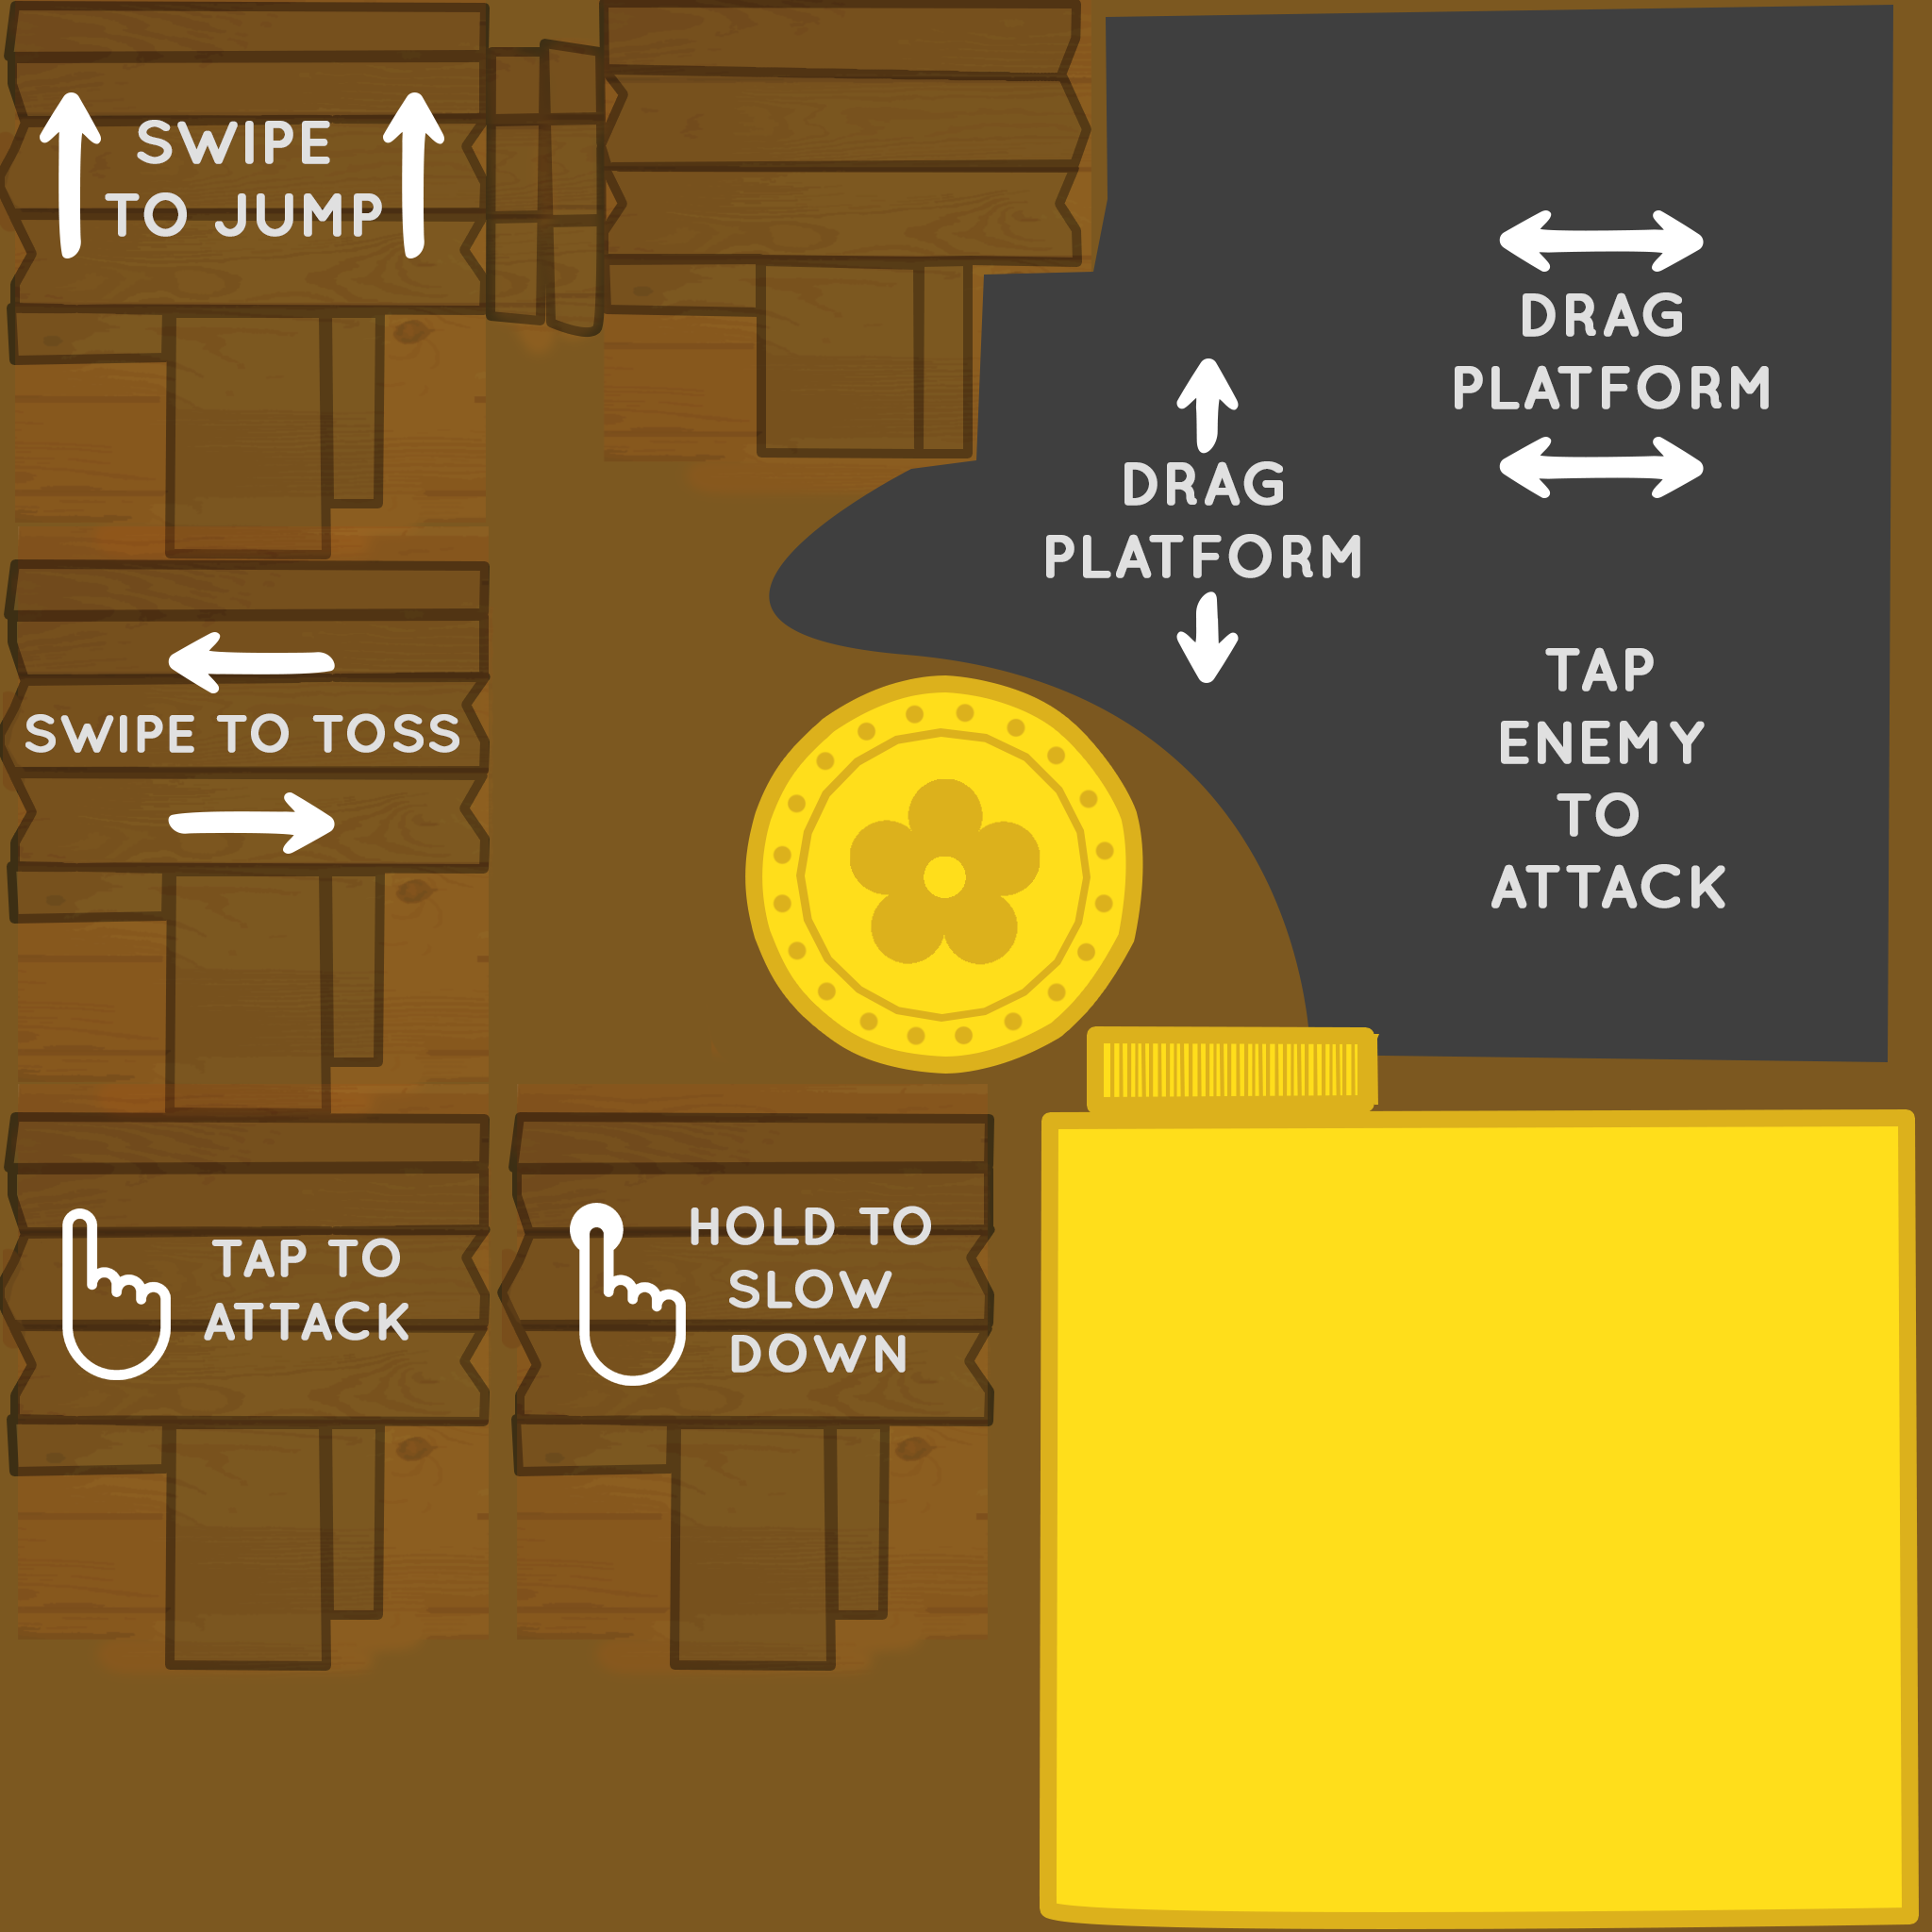 SWIPE
TO JUMP
DRAG
PLATFORM
DRAG
PLATFORM
SWIPE TO TOSS
TAP
ENEMY
TO
ATTACK
TAP TO
ATTACK
HOLD TO
SLOW
DOWN